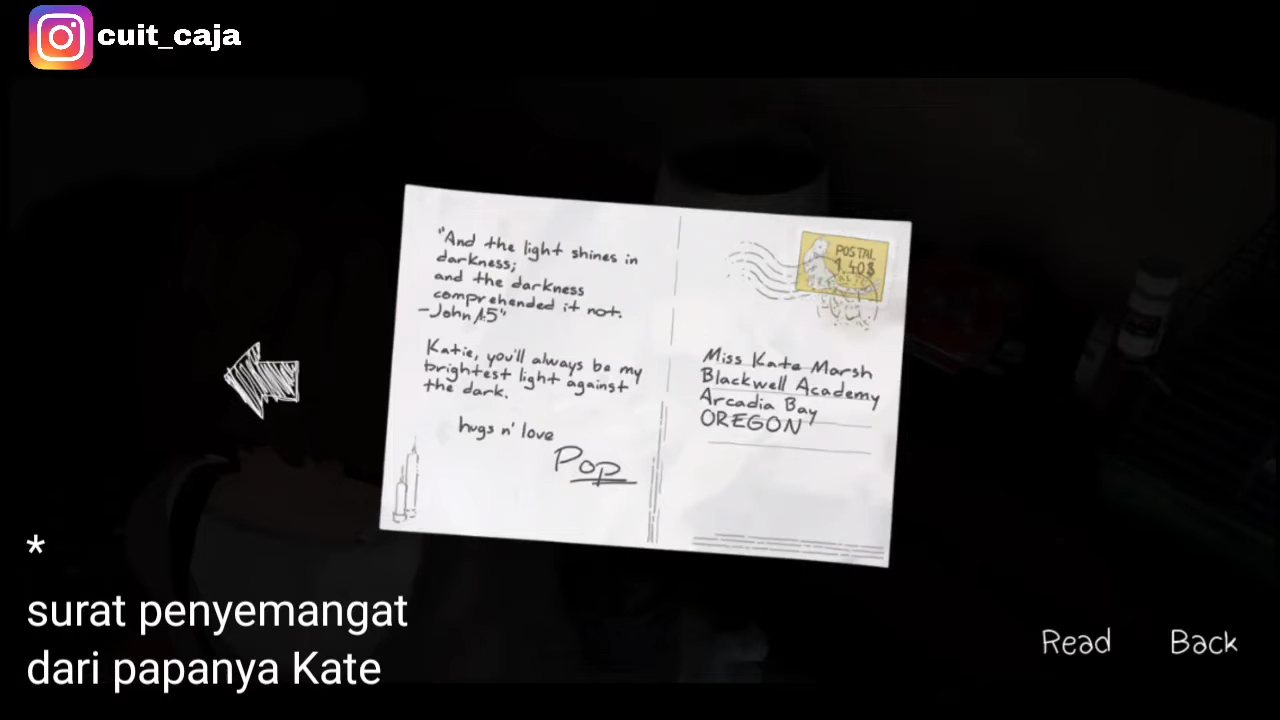 cuit_caja
"And the light shines in
darkness;
and the darkness
comprehended it not.
-John 1:5"
Katie, you'll always be my
brightest light against
the dark.
hugs n' love
Pop
POSTAL
1.40$
Miss Kate Marsh
Blackwell Academy
Arcadia Bay
OREGON
*
surat penyemangat
dari papanya Kate
Read
Back